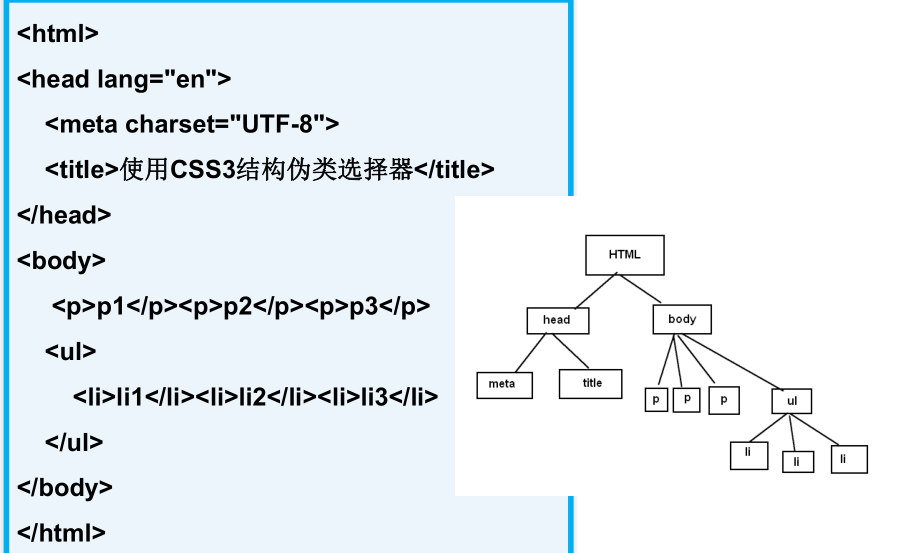 <html>
<head lang="en">
<meta charset="UTF-8">
<title>使用CSS3结构伪类选择器</title>
</head>
<body>
<p>p1</p><p>p2</p><p>p3</p>
<ul>
<li>li1</li><li>li2</li><li>li3</li>
</ul>
</body>
</html>
HTML
head body
meta title p p p ul
li li li